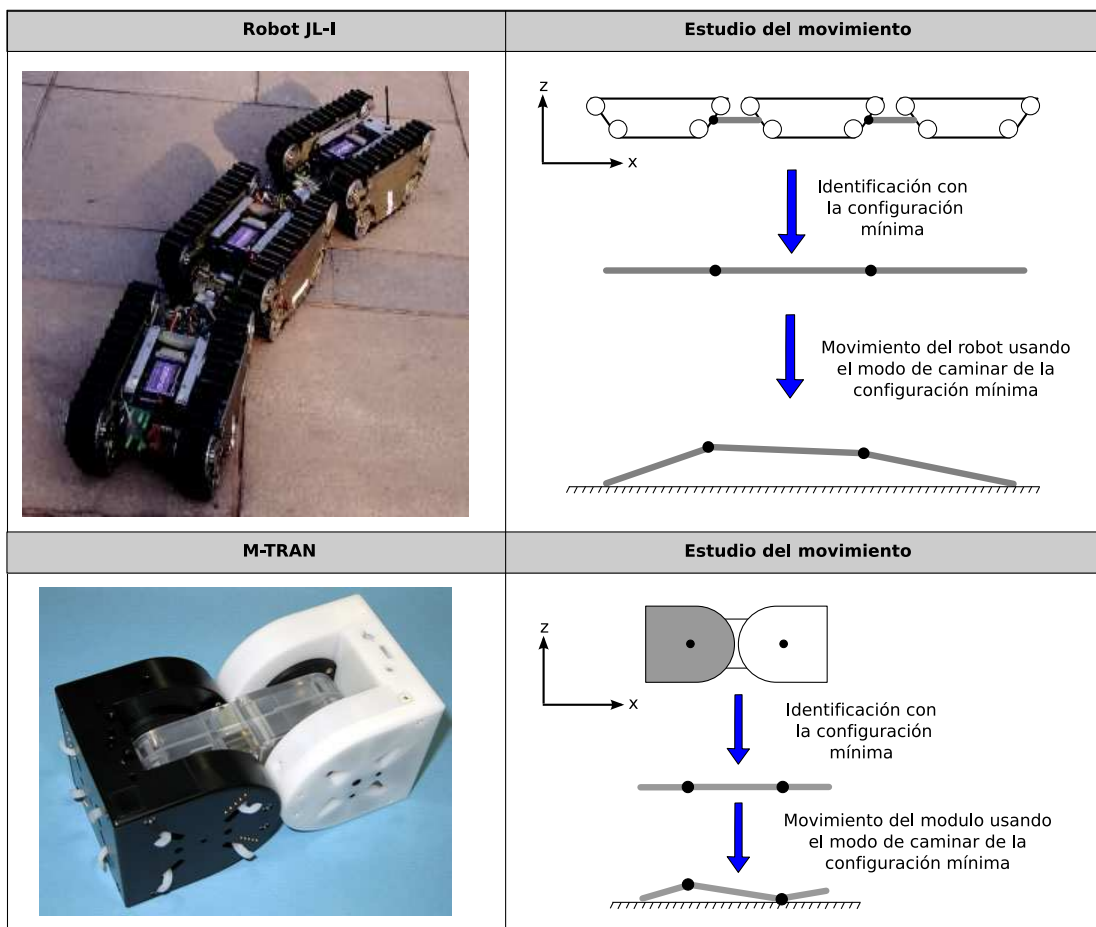 Robot JL-I
Estudio del movimiento
z
x
Identificación con
la configuración
mínima
Movimiento del robot usando
el modo de caminar de la
configuración mínima
M-TRAN
Estudio del movimiento
z
x
Identificación con
la configuración
mínima
Movimiento del modulo usando
el modo de caminar de la
configuración mínima